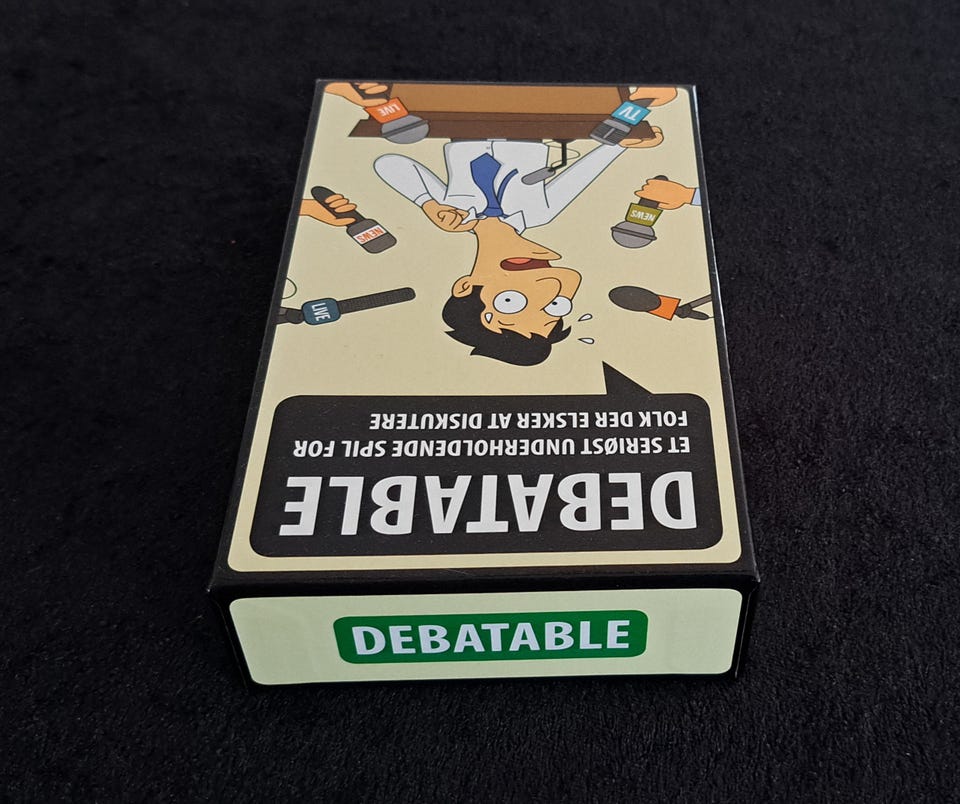 DEBATABLE
ET SERIØST UNDERHOLDENDE SPIL FOR
FOLK DER ELSKER AT DISKUTERE
LIVE
NEWS
NEWS
TV
LIVE
DEBATABLE